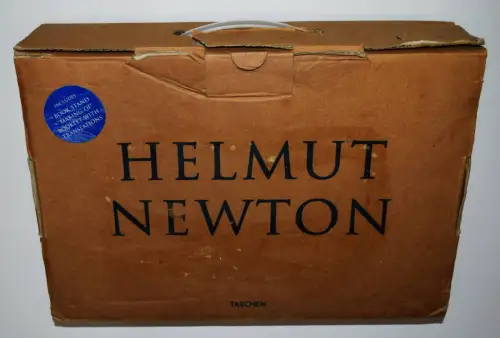 INCLUDES
BOOK STAND
"MAKING OF"
BOOKLET WITH
TRANSLATIONS
HELMUT
NEWTON
TASCHEN